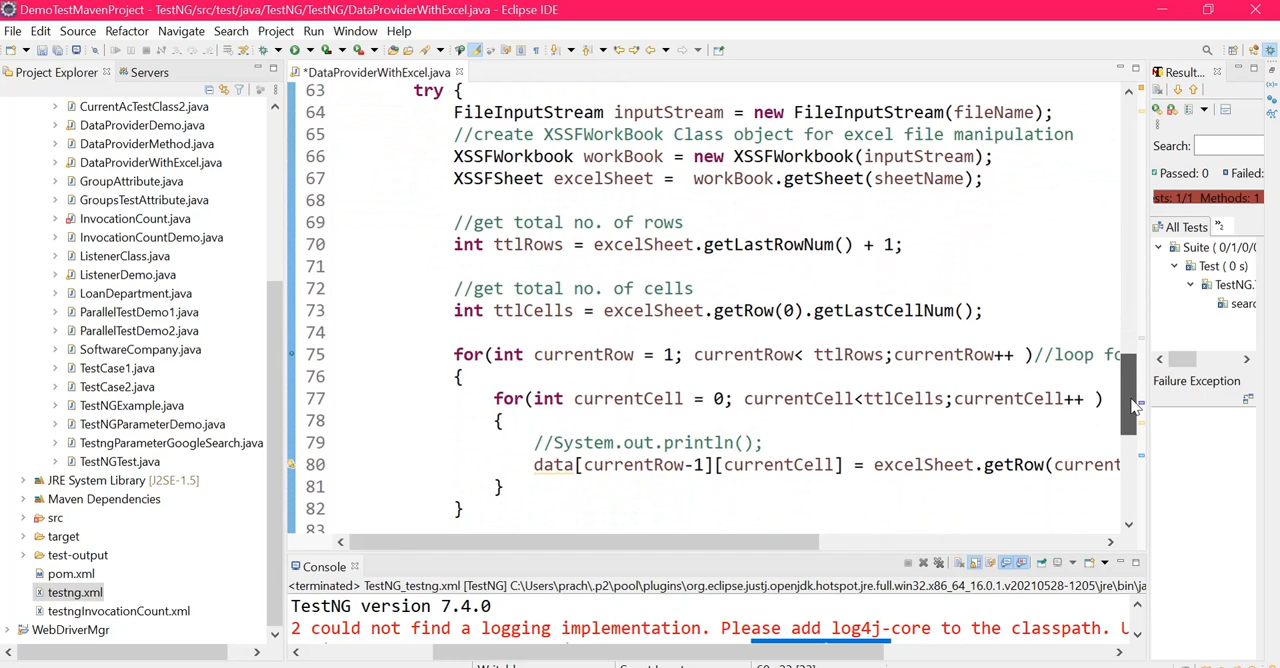 DemoTestMavenProject - TestNG/src/test/java/TestNG/TestNG/DataProviderWithExcel.java - Eclipse IDE
File Edit Source Refactor Navigate Search Project Run Window Help
Project Explorer
Servers
CurrentAcTestClass2.java
DataProviderDemo.java
DataProviderMethod.java
DataProviderWithExcel.java
GroupAttribute.java
GroupsTestAttribute.java
InvocationCount.java
InvocationCountDemo.java
ListenerClass.java
ListenerDemo.java
LoanDepartment.java
ParallelTestDemo1.java
ParallelTestDemo2.java
SoftwareCompany.java
TestCase1.java
TestCase2.java
TestNGExample.java
TestNGParameterDemo.java
TestngParameterGoogleSearch.java
TestNGTest.java
JRE System Library [J2SE-1.5]
Maven Dependencies
src
target
test-output
pom.xml
testng.xml
testngInvocationCount.xml
WebDriverMgr
*DataProviderWithExcel.java
63 try {
64 FileInputStream inputStream = new FileInputStream(fileName);
65 //create XSSFWorkBook Class object for excel file manipulation
66 XSSFWorkbook workBook = new XSSFWorkbook(inputStream);
67 XSSFSheet excelSheet = workBook.getSheet(sheetName);
68
69 //get total no. of rows
70 int ttlRows = excelSheet.getLastRowNum() + 1;
71
72 //get total no. of cells
73 int ttlCells = excelSheet.getRow(0).getLastCellNum();
74
75 for(int currentRow = 1; currentRow< ttlRows;currentRow++ )//loop fo
76 {
77 for(int currentCell = 0; currentCell<ttlCells;currentCell++ )
78 {
79 //System.out.println();
80 data[currentRow-1][currentCell] = excelSheet.getRow(current
81 }
82 }
83
Console
<terminated> TestNG_testng.xml [TestNG] C:\Users\prach\.p2\pool\plugins\org.eclipse.justj.openjdk.hotspot.jre.full.win32.x86_64_16.0.1.v20210528-1205\jre\bin\ja
TestNG version 7.4.0
2 could not find a logging implementation. Please add log4j-core to the classpath. U
Result...
Search:
Passed: 0 Failed:
sts: 1/1 Methods: 1
All Tests
Suite ( 0/1/0/0
Test ( 0 s)
TestNG.
sear
Failure Exception